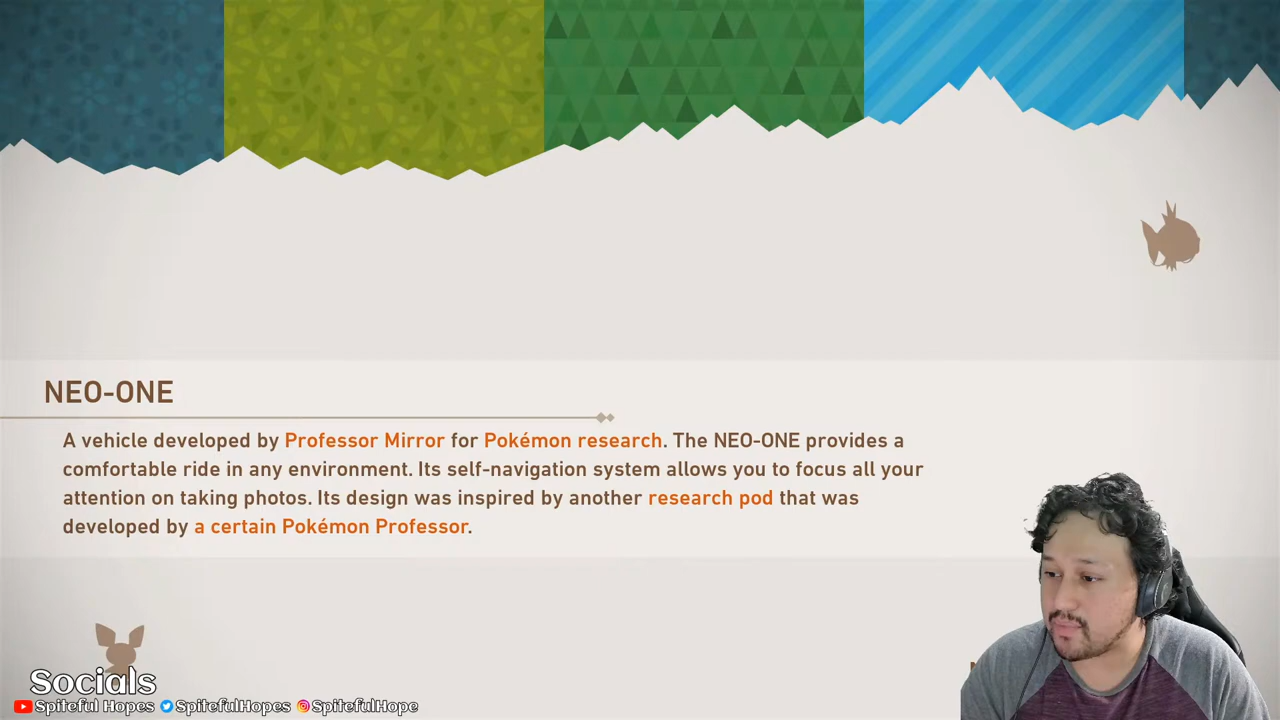 NEO-ONE
A vehicle developed by Professor Mirror for Pokémon research. The NEO-ONE provides a
comfortable ride in any environment. Its self-navigation system allows you to focus all your
attention on taking photos. Its design was inspired by another research pod that was
developed by a certain Pokémon Professor.
Socials
Spiteful Hopes SpitefulHopes SpitefulHope